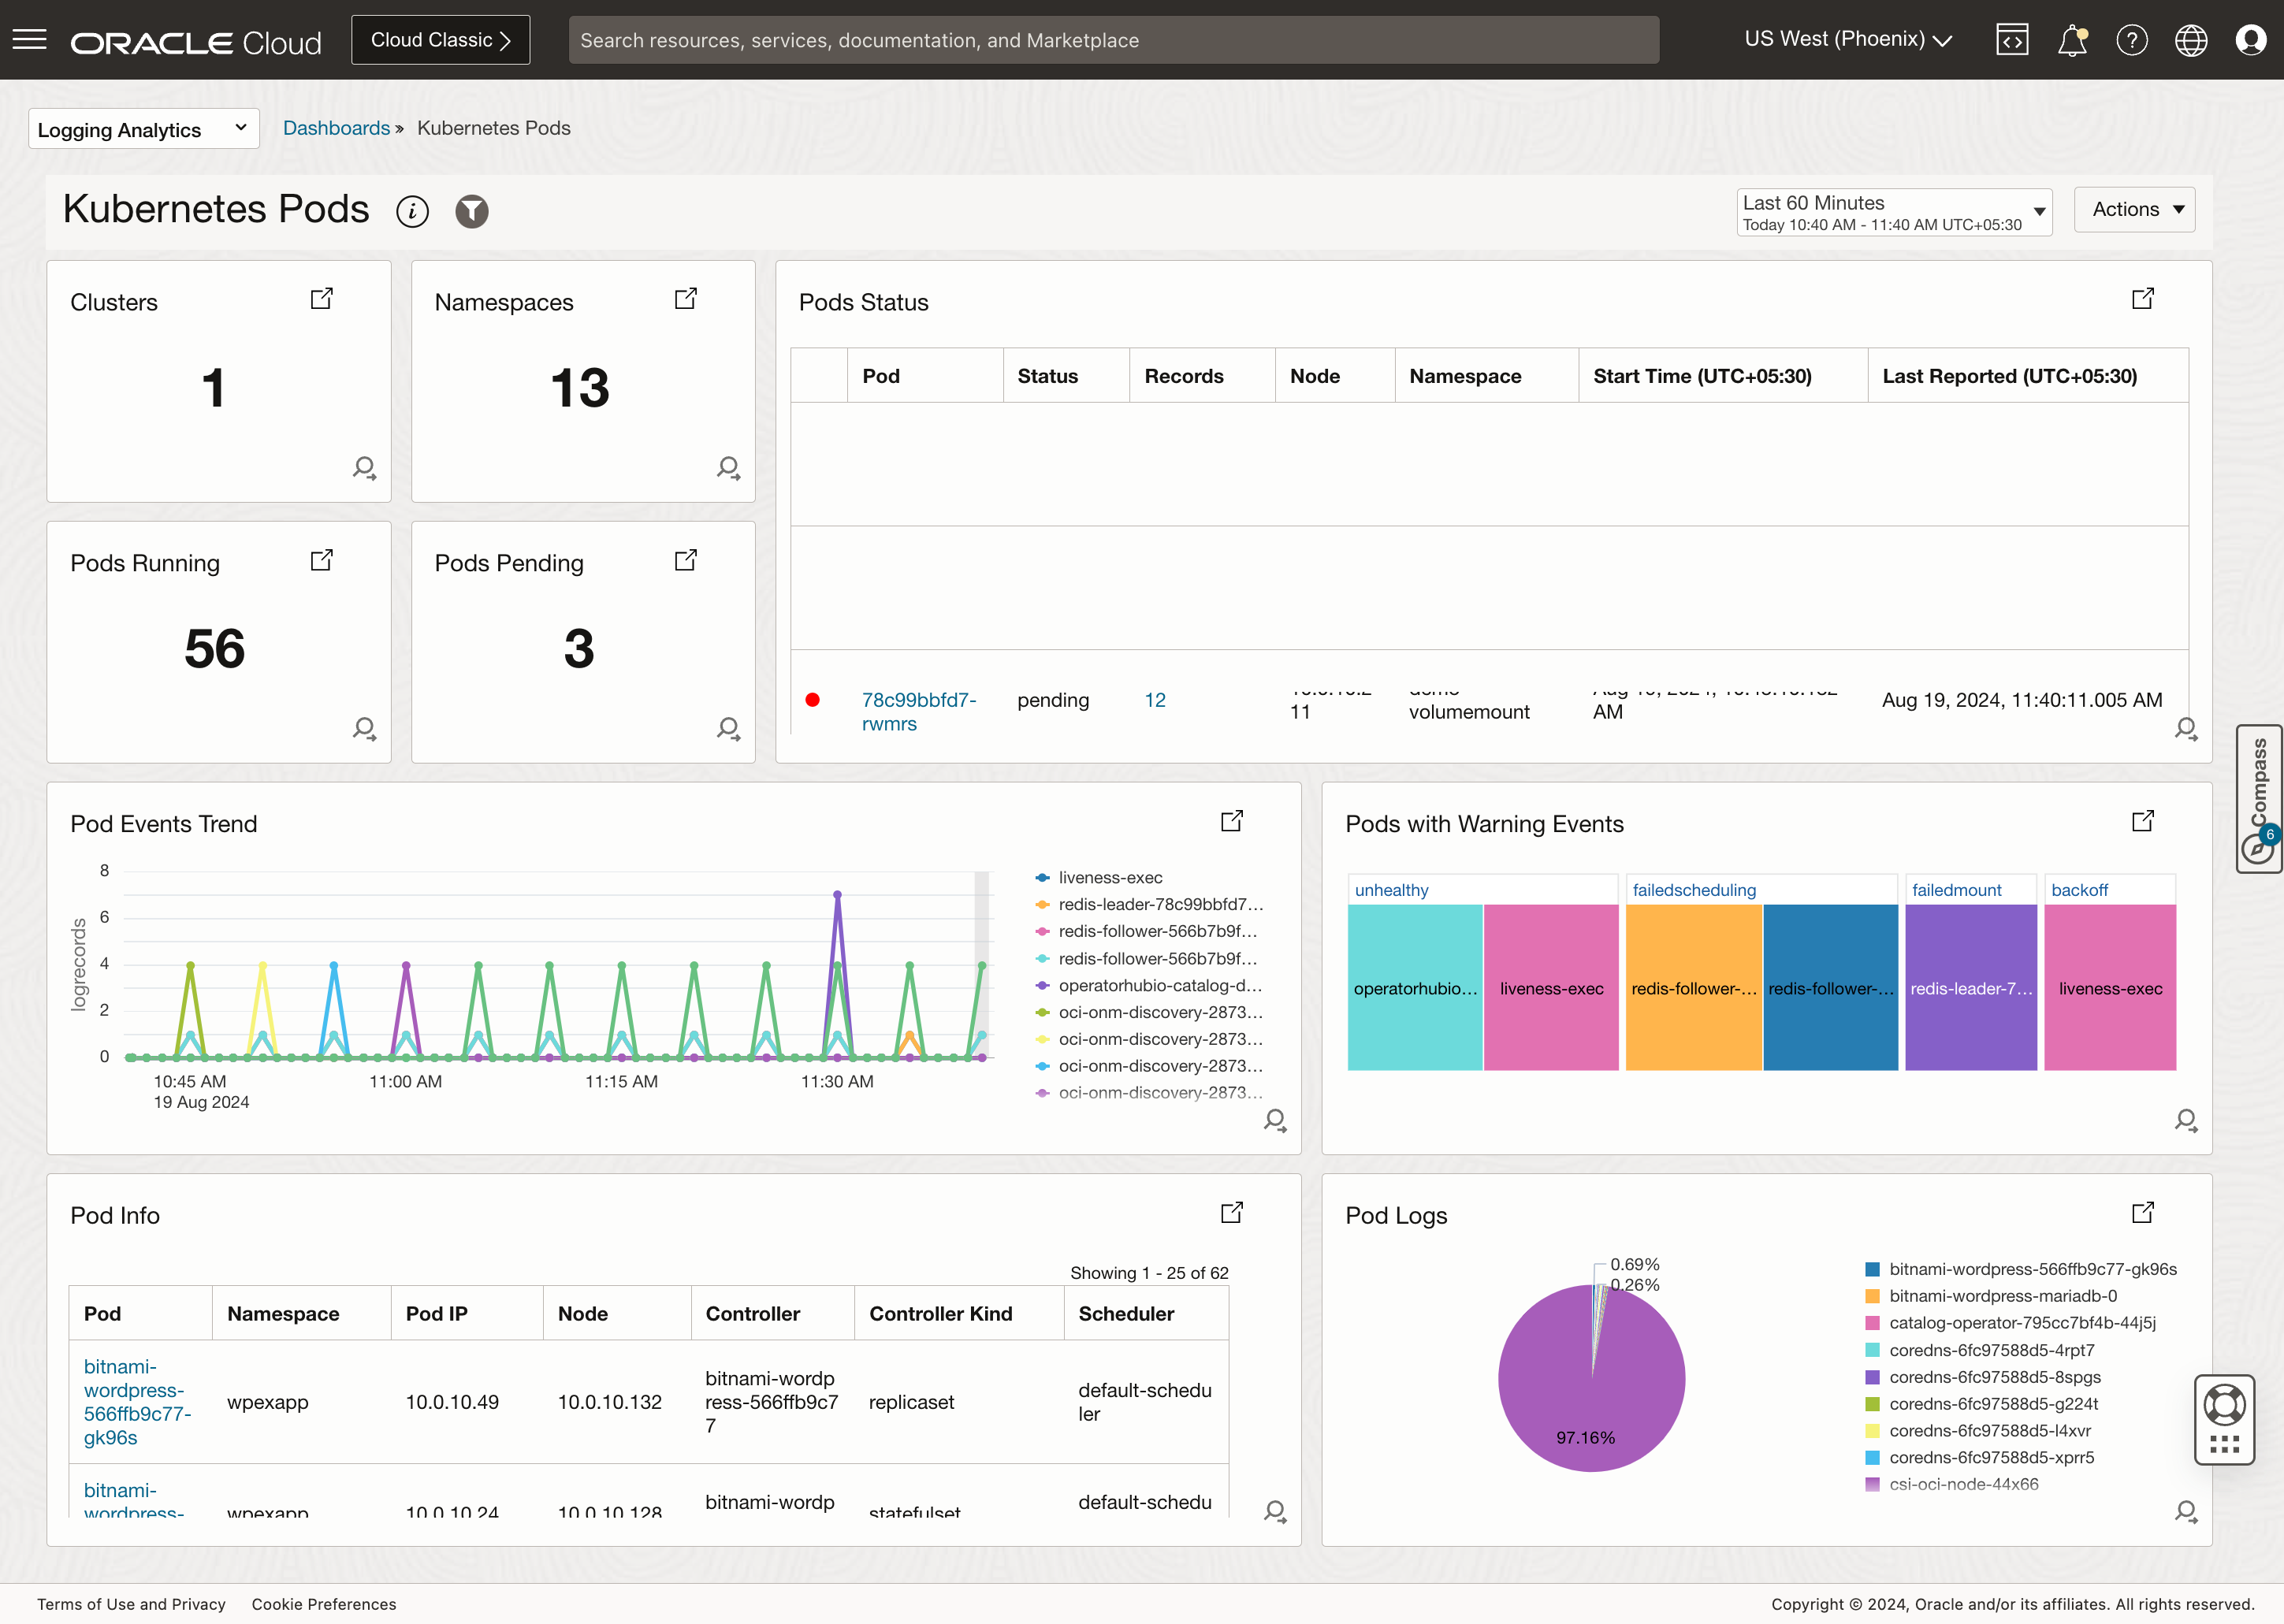 ORACLE Cloud
Cloud Classic
Search resources, services, documentation, and Marketplace
US West (Phoenix)
Logging Analytics
Dashboards » Kubernetes Pods
Kubernetes Pods
Last 60 Minutes
Today 10:40 AM - 11:40 AM UTC+05:30
Actions
Clusters
1
Namespaces
13
Pods Running
56
Pods Pending
3
Pods Status
Pod Status Records Node Namespace Start Time (UTC+05:30) Last Reported (UTC+05:30)
78c99bbfd7-
rwmrs
pending
12
11
volumemount
AM
Aug 19, 2024, 11:40:11.005 AM
Compass
6
Pod Events Trend
logrecords
8
6
4
2
0
10:45 AM
19 Aug 2024
11:00 AM
11:15 AM
11:30 AM
liveness-exec
redis-leader-78c99bbfd7...
redis-follower-566b7b9f...
redis-follower-566b7b9f...
operatorhubio-catalog-d...
oci-onm-discovery-2873...
oci-onm-discovery-2873...
oci-onm-discovery-2873...
oci-onm-discovery-2873...
Pods with Warning Events
unhealthy
failedscheduling
failedmount
backoff
operatorhubio...
liveness-exec
redis-follower-...
redis-follower-...
redis-leader-7...
liveness-exec
Pod Info
Showing 1 - 25 of 62
Pod Namespace Pod IP Node Controller Controller Kind Scheduler
bitnami-
wordpress-
566ffb9c77-
gk96s
wpexapp
10.0.10.49
10.0.10.132
bitnami-wordp
ress-566ffb9c7
7
replicaset
default-schedu
ler
bitnami-
wordpress-
wpexapp
10.0.10.24
10.0.10.128
bitnami-wordp
statefulset
default-schedu
Pod Logs
0.69%
0.26%
97.16%
bitnami-wordpress-566ffb9c77-gk96s
bitnami-wordpress-mariadb-0
catalog-operator-795cc7bf4b-44j5j
coredns-6fc97588d5-4rpt7
coredns-6fc97588d5-8spgs
coredns-6fc97588d5-g224t
coredns-6fc97588d5-l4xvr
coredns-6fc97588d5-xprr5
csi-oci-node-44x66
Terms of Use and Privacy
Cookie Preferences
Copyright © 2024, Oracle and/or its affiliates. All rights reserved.